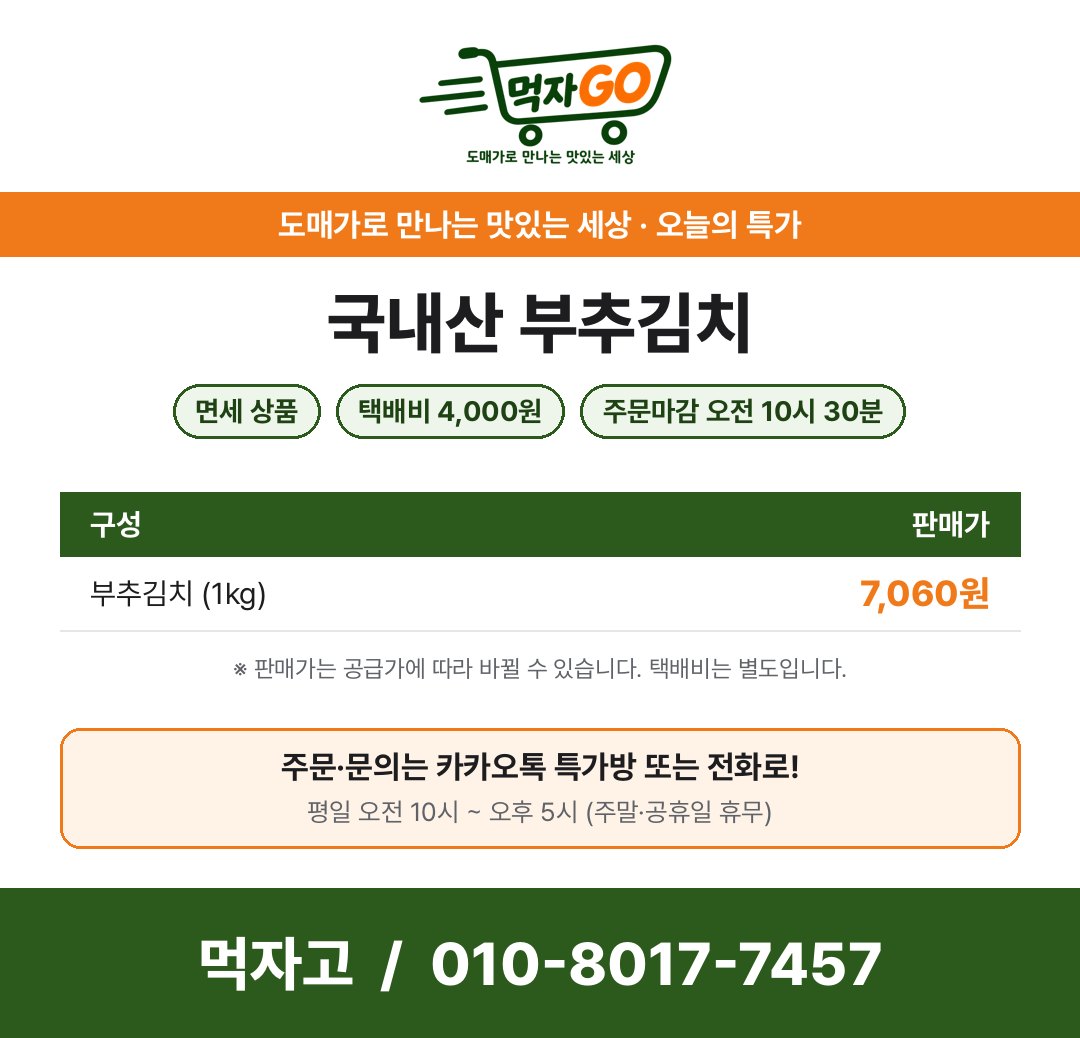 먹자GO
도매가로 만나는 맛있는 세상
도매가로 만나는 맛있는 세상 · 오늘의 특가
국내산 부추김치
면세 상품 택배비 4,000원 주문마감 오전 10시 30분
구성 판매가
부추김치 (1kg) 7,060원
※ 판매가는 공급가에 따라 바뀔 수 있습니다. 택배비는 별도입니다.
주문·문의는 카카오톡 특가방 또는 전화로!
평일 오전 10시 ~ 오후 5시 (주말·공휴일 휴무)
먹자고 / 010-8017-7457